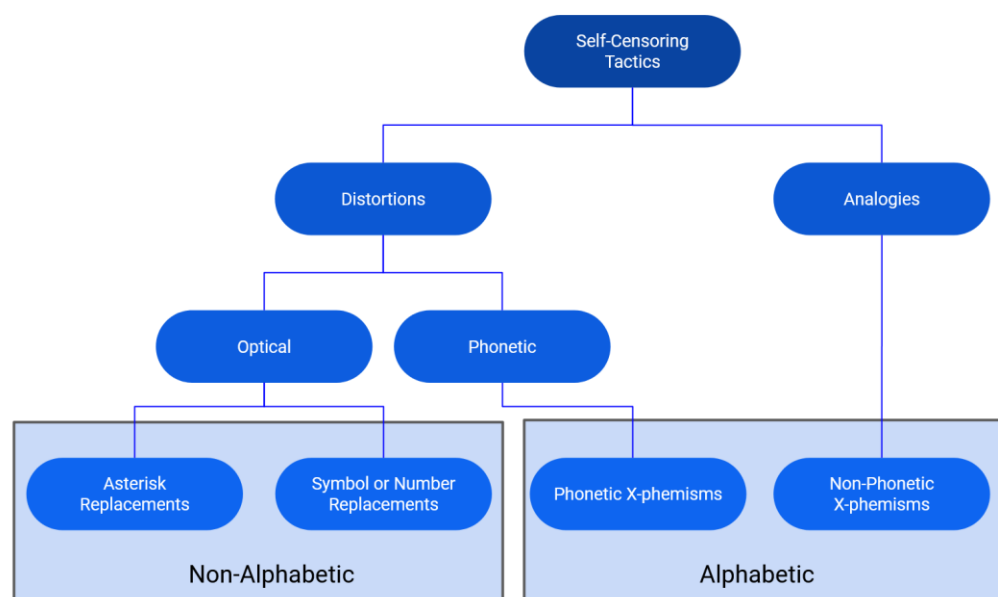 Self-Censoring
Tactics
Distortions
Analogies
Optical
Phonetic
Asterisk
Replacements
Symbol or Number
Replacements
Phonetic X-phemisms
Non-Phonetic
X-phemisms
Non-Alphabetic
Alphabetic